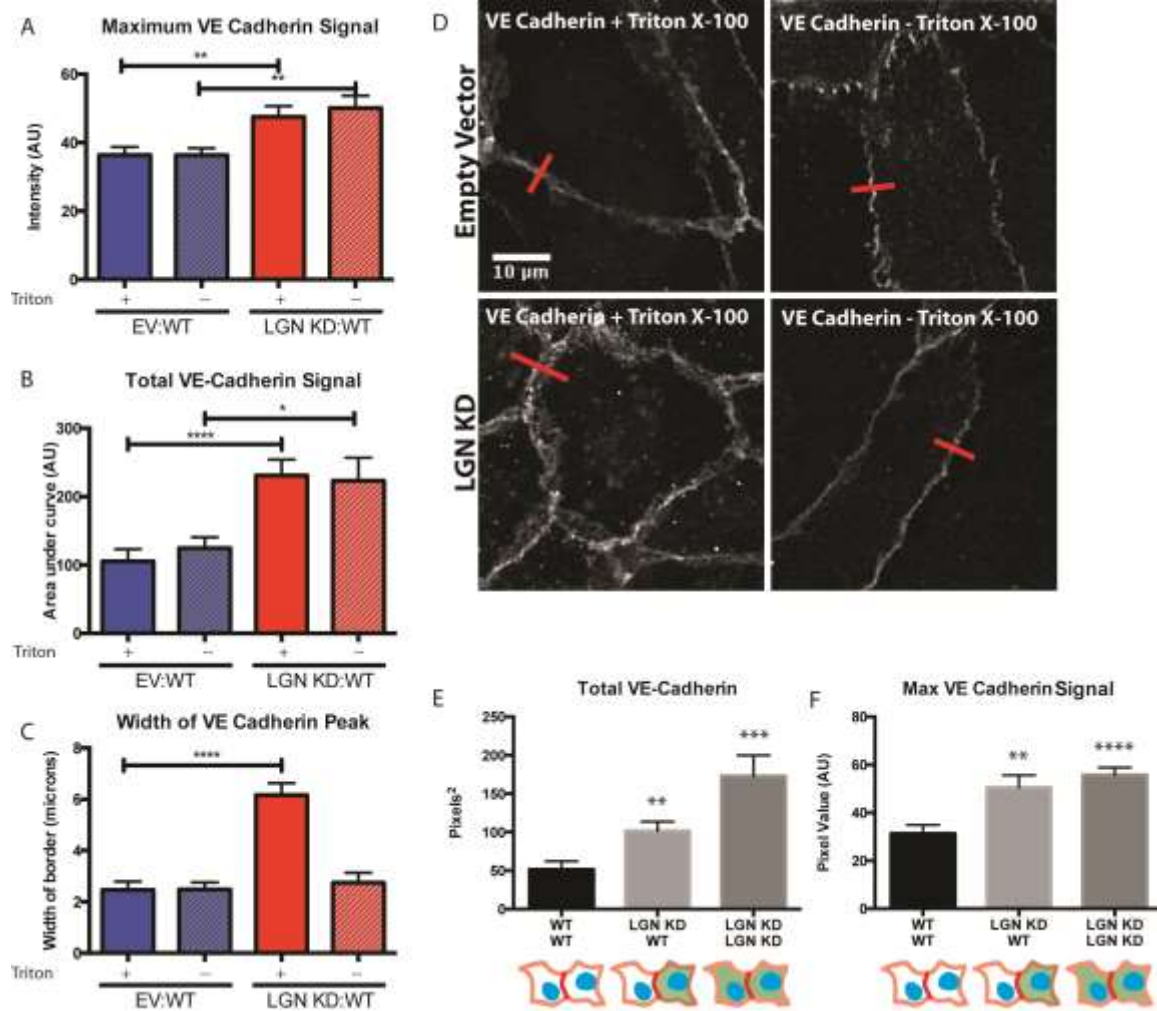 A
Maximum VE Cadherin Signal
**
**
60
40
20
0
Intensity (AU)
Triton + -- + --
EV:WT LGN KD:WT
B
Total VE-Cadherin Signal
*
****
300
200
100
0
Area under curve (AU)
Triton + -- + --
EV:WT LGN KD:WT
C
Width of VE Cadherin Peak
****
8
6
4
2
0
Width of border (microns)
Triton + -- + --
EV:WT LGN KD:WT
D
VE Cadherin + Triton X-100
VE Cadherin - Triton X-100
Empty Vector
10 µm
VE Cadherin + Triton X-100
VE Cadherin - Triton X-100
LGN KD
E
Total VE-Cadherin
250
200
150
100
50
0
Pixels²
**
***
WT LGN KD LGN KD
WT WT LGN KD
F
Max VE Cadherin Signal
80
60
40
20
0
Pixel Value (AU)
**
****
WT LGN KD LGN KD
WT WT LGN KD